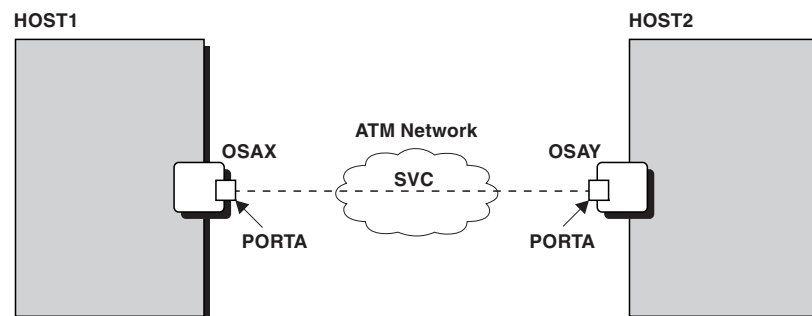 HOST1
HOST2
ATM Network
OSAX
OSAY
SVC
PORTA
PORTA